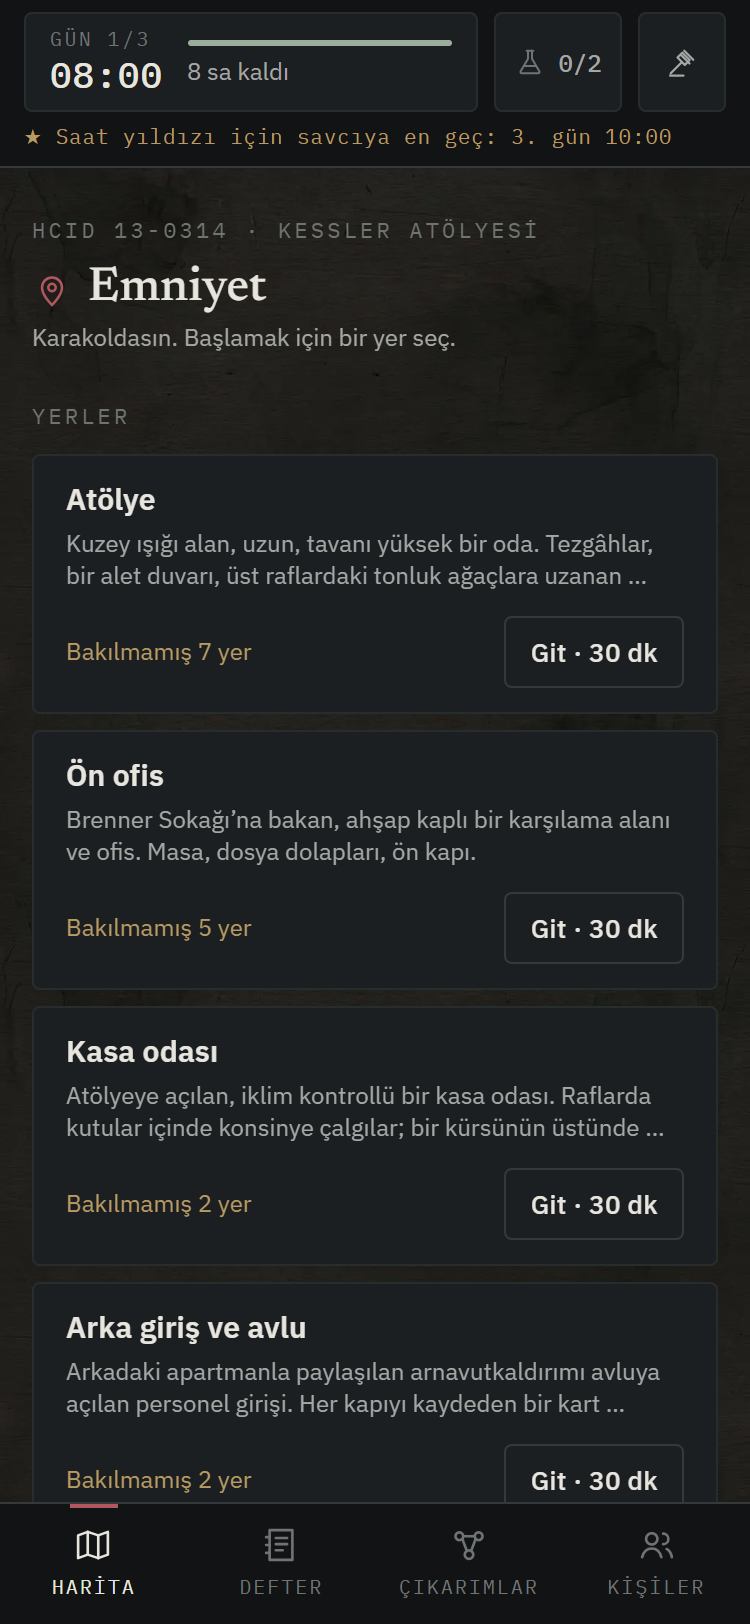 GÜN 1/3
08:00
8 sa kaldı
0/2
★ Saat yıldızı için savcıya en geç: 3. gün 10:00
HCID 13-0314 · KESSLER ATÖLYESİ
Emniyet
Karakoldasın. Başlamak için bir yer seç.
YERLER
Atölye
Kuzey ışığı alan, uzun, tavanı yüksek bir oda. Tezgâhlar,
bir alet duvarı, üst raflardaki tonluk ağaçlara uzanan ...
Bakılmamış 7 yer
Git · 30 dk
Ön ofis
Brenner Sokağı’na bakan, ahşap kaplı bir karşılama alanı
ve ofis. Masa, dosya dolapları, ön kapı.
Bakılmamış 5 yer
Git · 30 dk
Kasa odası
Atölyeye açılan, iklim kontrollü bir kasa odası. Raflarda
kutular içinde konsinye çalgılar; bir kürsünün üstünde ...
Bakılmamış 2 yer
Git · 30 dk
Arka giriş ve avlu
Arkadaki apartmanla paylaşılan arnavutkaldırımı avluya
açılan personel girişi. Her kapıyı kaydeden bir kart ...
Bakılmamış 2 yer
Git · 30 dk
HARİTA
DEFTER
ÇIKARIMLAR
KİŞİLER